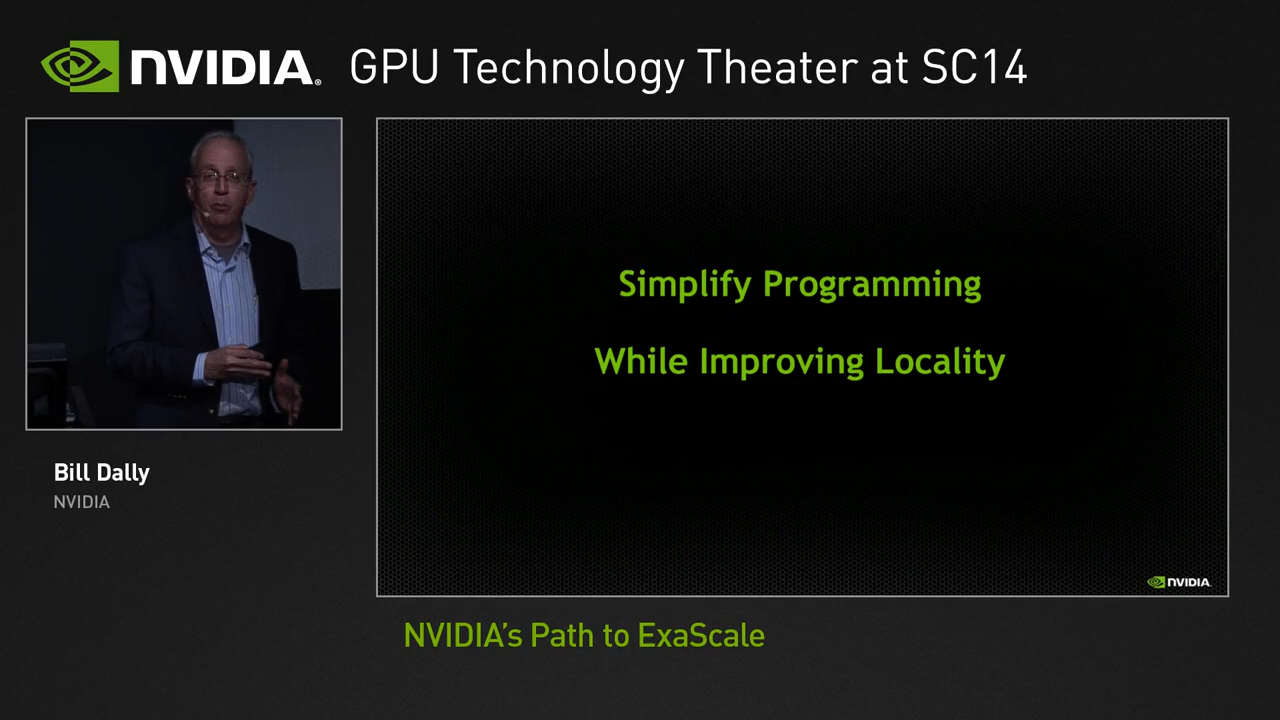 NVIDIA. GPU Technology Theater at SC14
Simplify Programming
While Improving Locality
Bill Dally
NVIDIA
NVIDIA.
NVIDIA's Path to ExaScale